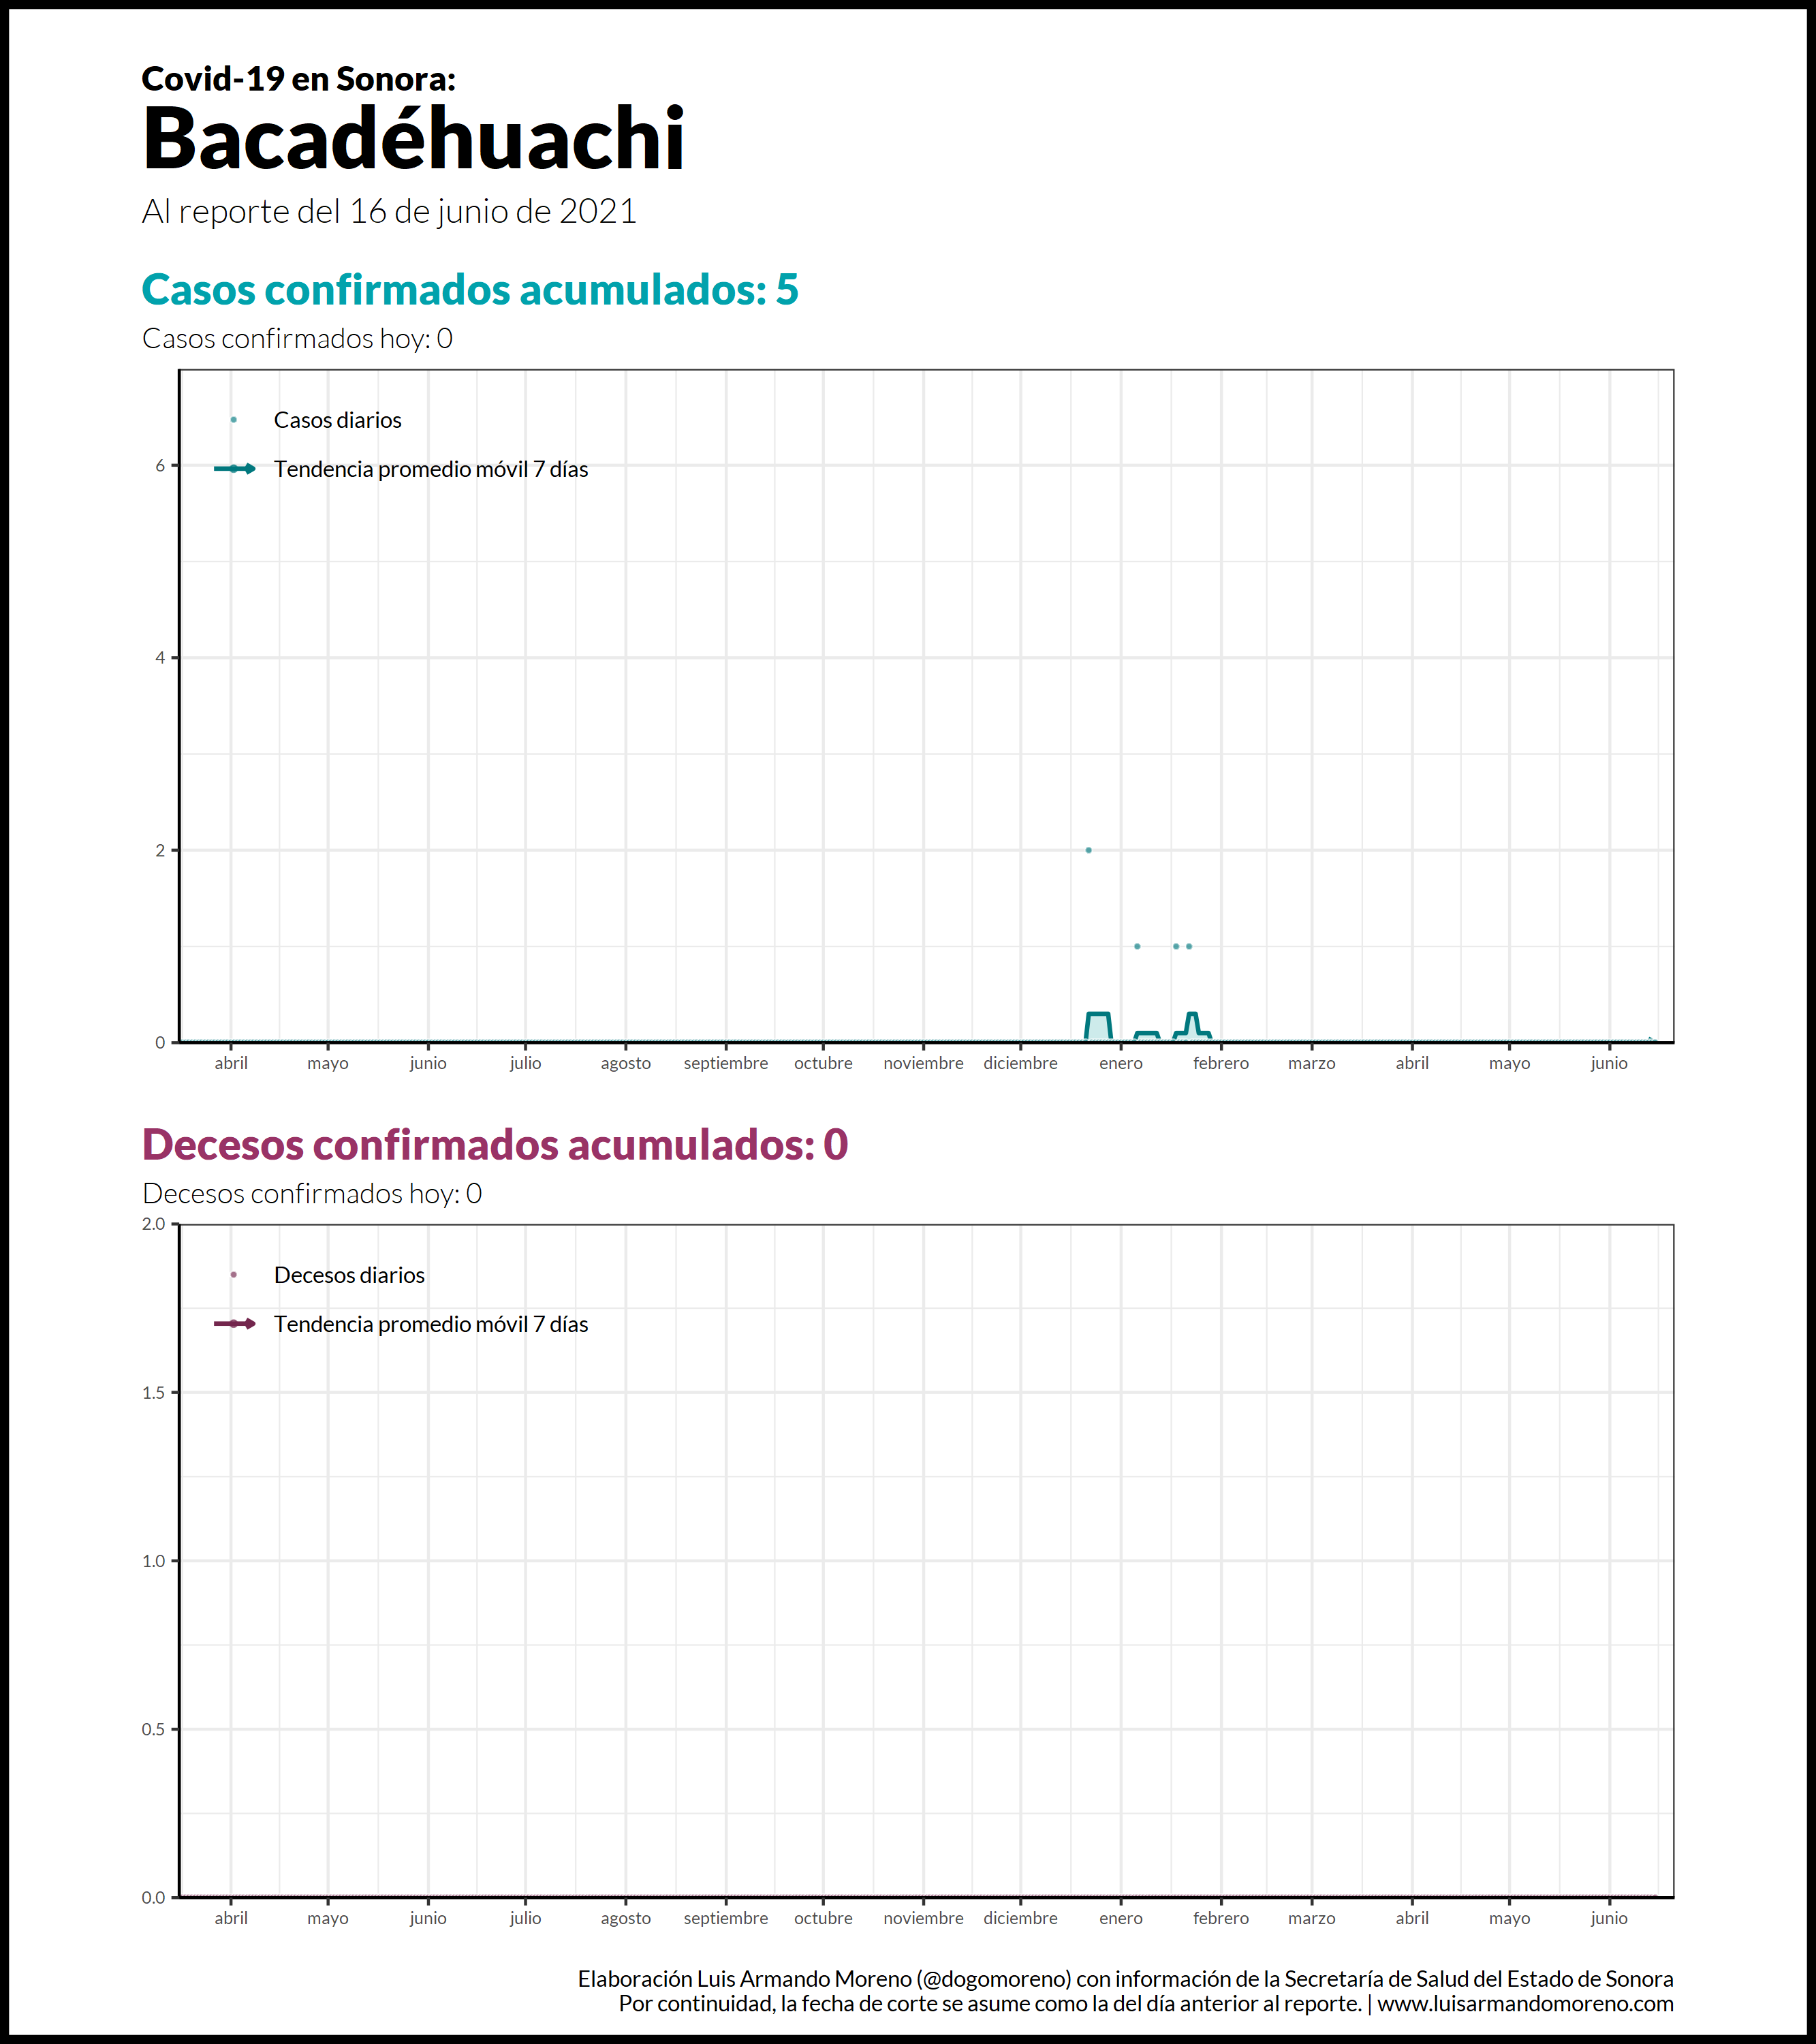 Covid-19 en Sonora:
Bacadéhuachi
Al reporte del 16 de junio de 2021
Casos confirmados acumulados: 5
Casos confirmados hoy: 0
Casos diarios
Tendencia promedio móvil 7 días
6
4
2
0
abril mayo junio julio agosto septiembre octubre noviembre diciembre enero febrero marzo abril mayo junio
Decesos confirmados acumulados: 0
Decesos confirmados hoy: 0
2.0
Decesos diarios
Tendencia promedio móvil 7 días
1.5
1.0
0.5
0.0
abril mayo junio julio agosto septiembre octubre noviembre diciembre enero febrero marzo abril mayo junio
Elaboración Luis Armando Moreno (@dogomoreno) con información de la Secretaría de Salud del Estado de Sonora
Por continuidad, la fecha de corte se asume como la del día anterior al reporte. | www.luisarmandomoreno.com